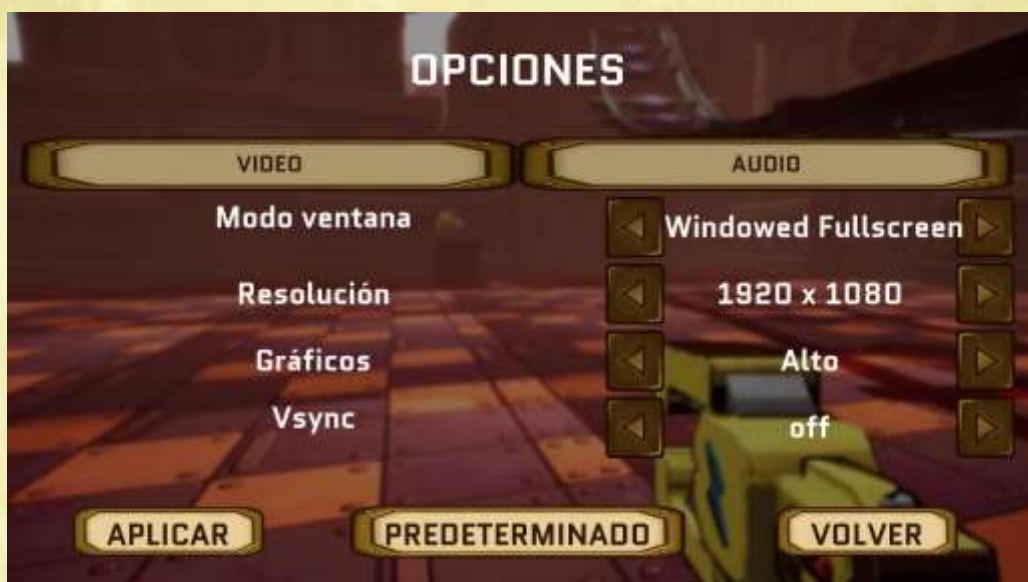 OPCIONES
VIDEO AUDIO
Modo ventana Windowed Fullscreen
Resolución 1920 x 1080
Gráficos Alto
Vsync off
APLICAR PREDETERMINADO VOLVER